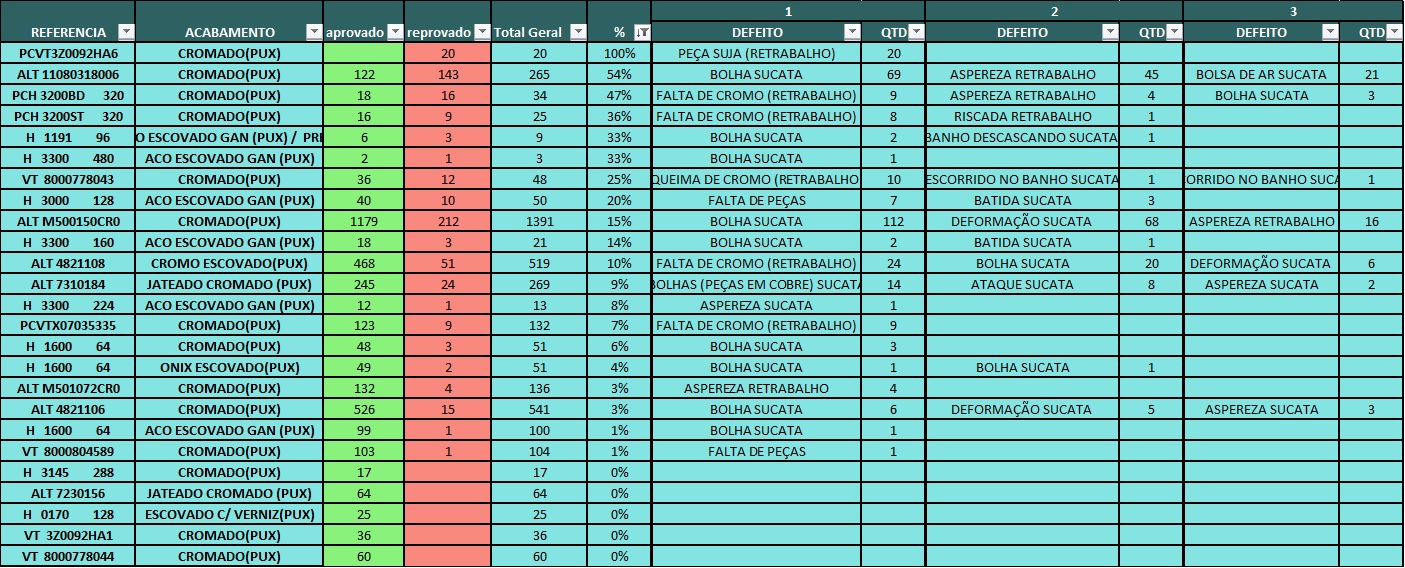 1 2 3
REFERENCIA ACABAMENTO aprovado reprovado Total Geral % DEFEITO QTD DEFEITO QTD DEFEITO QTD
PCVT3Z0092HA6 CROMADO(PUX) 20 20 100% PEÇA SUJA (RETRABALHO) 20
ALT 11080318006 CROMADO(PUX) 122 143 265 54% BOLHA SUCATA 69 ASPEREZA RETRABALHO 45 BOLSA DE AR SUCATA 21
PCH 3200BD 320 CROMADO(PUX) 18 16 34 47% FALTA DE CROMO (RETRABALHO) 9 ASPEREZA RETRABALHO 4 BOLHA SUCATA 3
PCH 3200ST 320 CROMADO(PUX) 16 9 25 36% FALTA DE CROMO (RETRABALHO) 8 RISCADA RETRABALHO 1
H 1191 96 O ESCOVADO GAN (PUX) / PRI 6 3 9 33% BOLHA SUCATA 2 BANHO DESCASCANDO SUCATA 1
H 3300 480 ACO ESCOVADO GAN (PUX) 2 1 3 33% BOLHA SUCATA 1
VT 8000778043 CROMADO(PUX) 36 12 48 25% QUEIMA DE CROMO (RETRABALHO 10 ESCORRIDO NO BANHO SUCATA 1 ORRIDO NO BANHO SUCA 1
H 3000 128 ACO ESCOVADO GAN (PUX) 40 10 50 20% FALTA DE PEÇAS 7 BATIDA SUCATA 3
ALT M500150CR0 CROMADO(PUX) 1179 212 1391 15% BOLHA SUCATA 112 DEFORMAÇÃO SUCATA 68 ASPEREZA RETRABALHO 16
H 3300 160 ACO ESCOVADO GAN (PUX) 18 3 21 14% BOLHA SUCATA 2 BATIDA SUCATA 1
ALT 4821108 CROMO ESCOVADO(PUX) 468 51 519 10% FALTA DE CROMO (RETRABALHO) 24 BOLHA SUCATA 20 DEFORMAÇÃO SUCATA 6
ALT 7310184 JATEADO CROMADO (PUX) 245 24 269 9% BOLHAS (PEÇAS EM COBRE) SUCATA 14 ATAQUE SUCATA 8 ASPEREZA SUCATA 2
H 3300 224 ACO ESCOVADO GAN (PUX) 12 1 13 8% ASPEREZA SUCATA 1
PCVTX07035335 CROMADO(PUX) 123 9 132 7% FALTA DE CROMO (RETRABALHO) 9
H 1600 64 CROMADO(PUX) 48 3 51 6% BOLHA SUCATA 3
H 1600 64 ONIX ESCOVADO(PUX) 49 2 51 4% BOLHA SUCATA 1 BOLHA SUCATA 1
ALT M501072CR0 CROMADO(PUX) 132 4 136 3% ASPEREZA RETRABALHO 4
ALT 4821106 CROMADO(PUX) 526 15 541 3% BOLHA SUCATA 6 DEFORMAÇÃO SUCATA 5 ASPEREZA SUCATA 3
H 1600 64 ACO ESCOVADO GAN (PUX) 99 1 100 1% BOLHA SUCATA 1
VT 8000804589 CROMADO(PUX) 103 1 104 1% FALTA DE PEÇAS 1
H 3145 288 CROMADO(PUX) 17 17 0%
ALT 7230156 JATEADO CROMADO (PUX) 64 64 0%
H 0170 128 ESCOVADO C/ VERNIZ(PUX) 25 25 0%
VT 3Z0092HA1 CROMADO(PUX) 36 36 0%
VT 8000778044 CROMADO(PUX) 60 60 0%